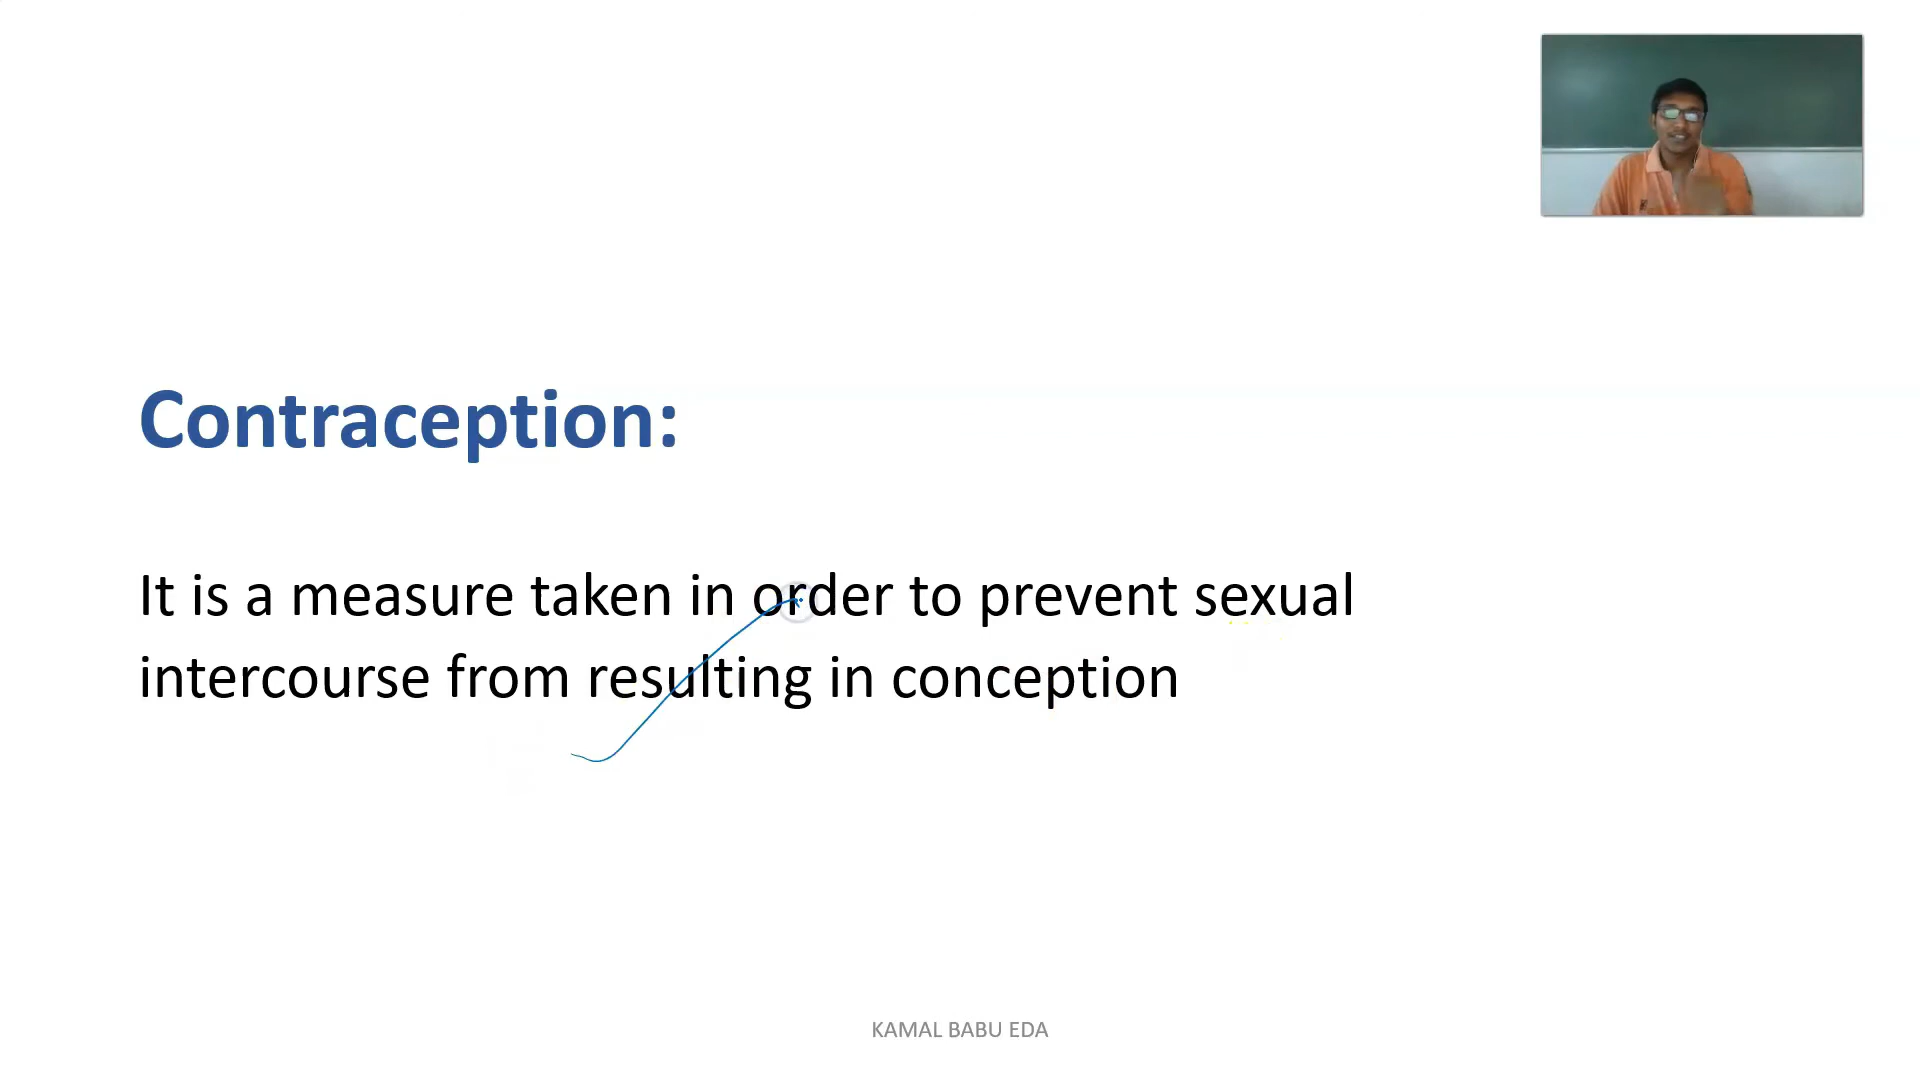 Contraception:
It is a measure taken in order to prevent sexual
intercourse from resulting in conception
KAMAL BABU EDA